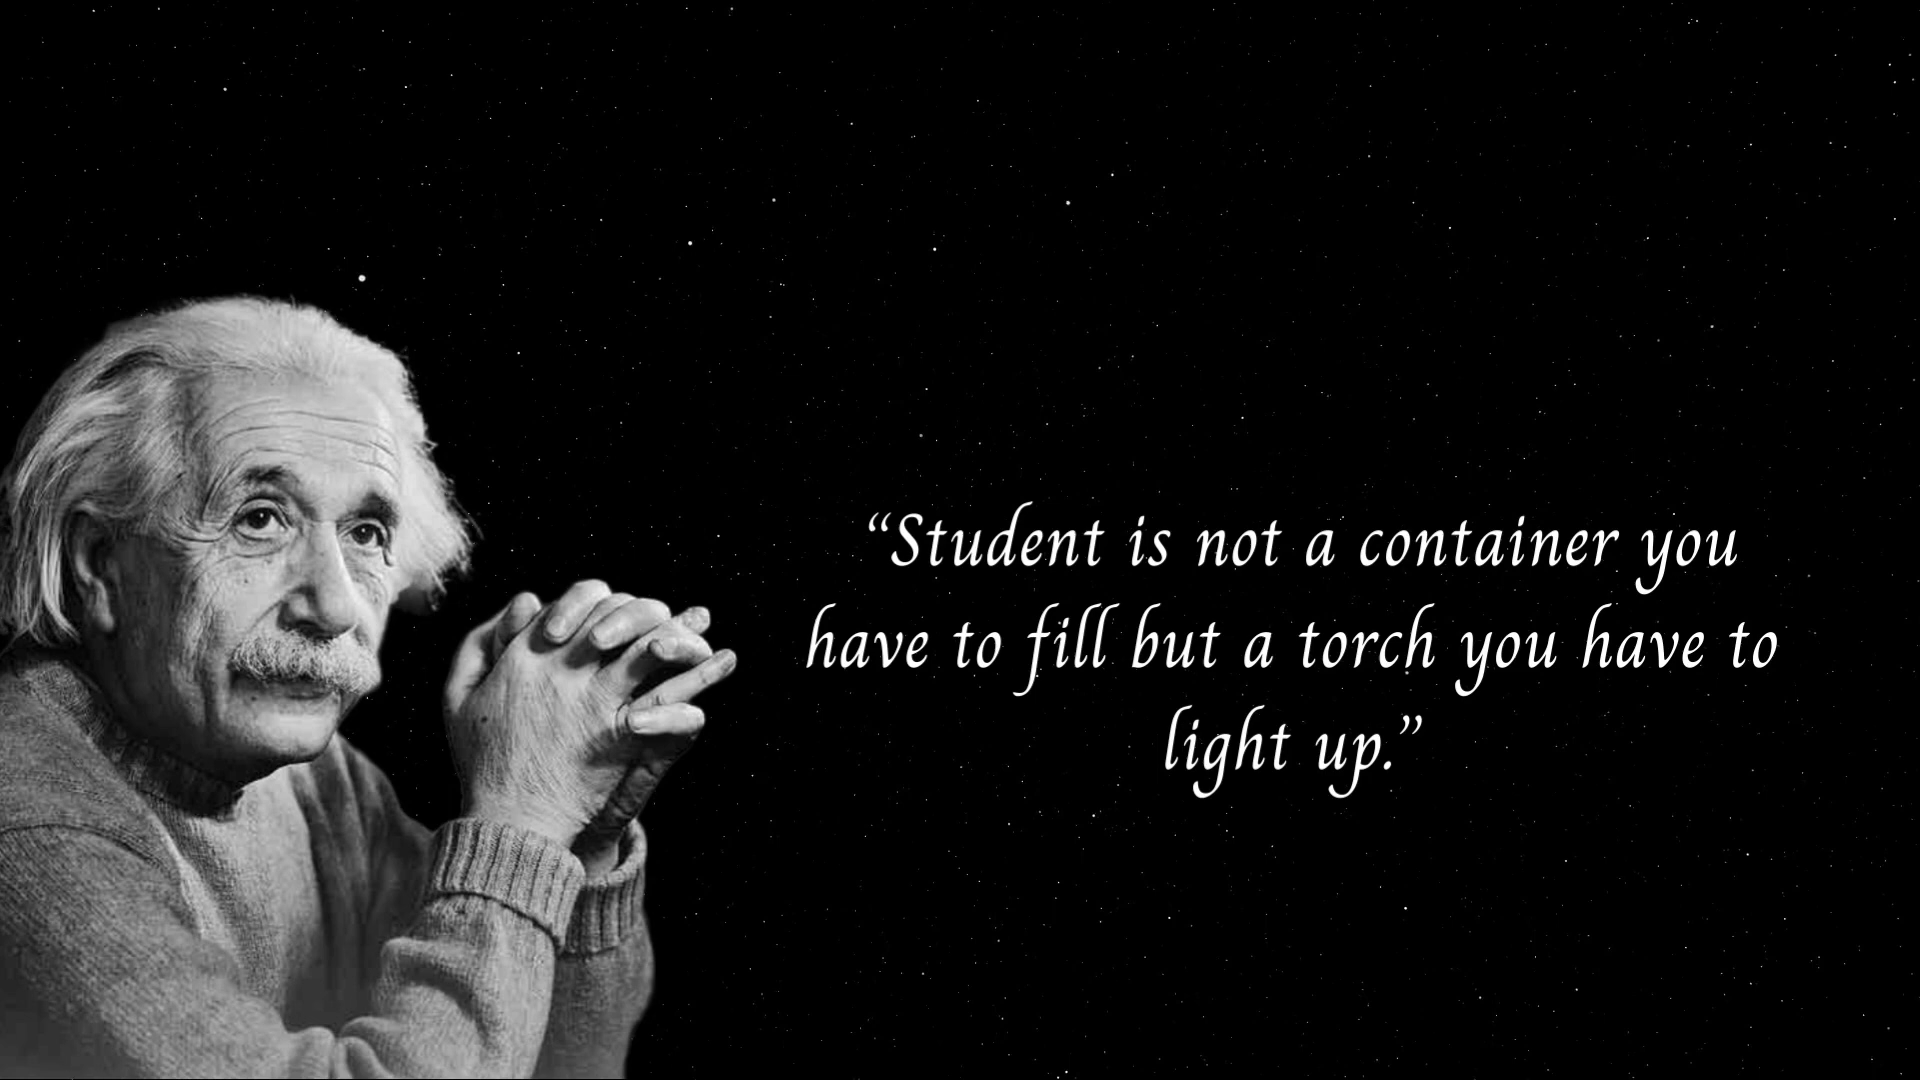 “Student is not a container you
have to fill but a torch you have to
light up.”